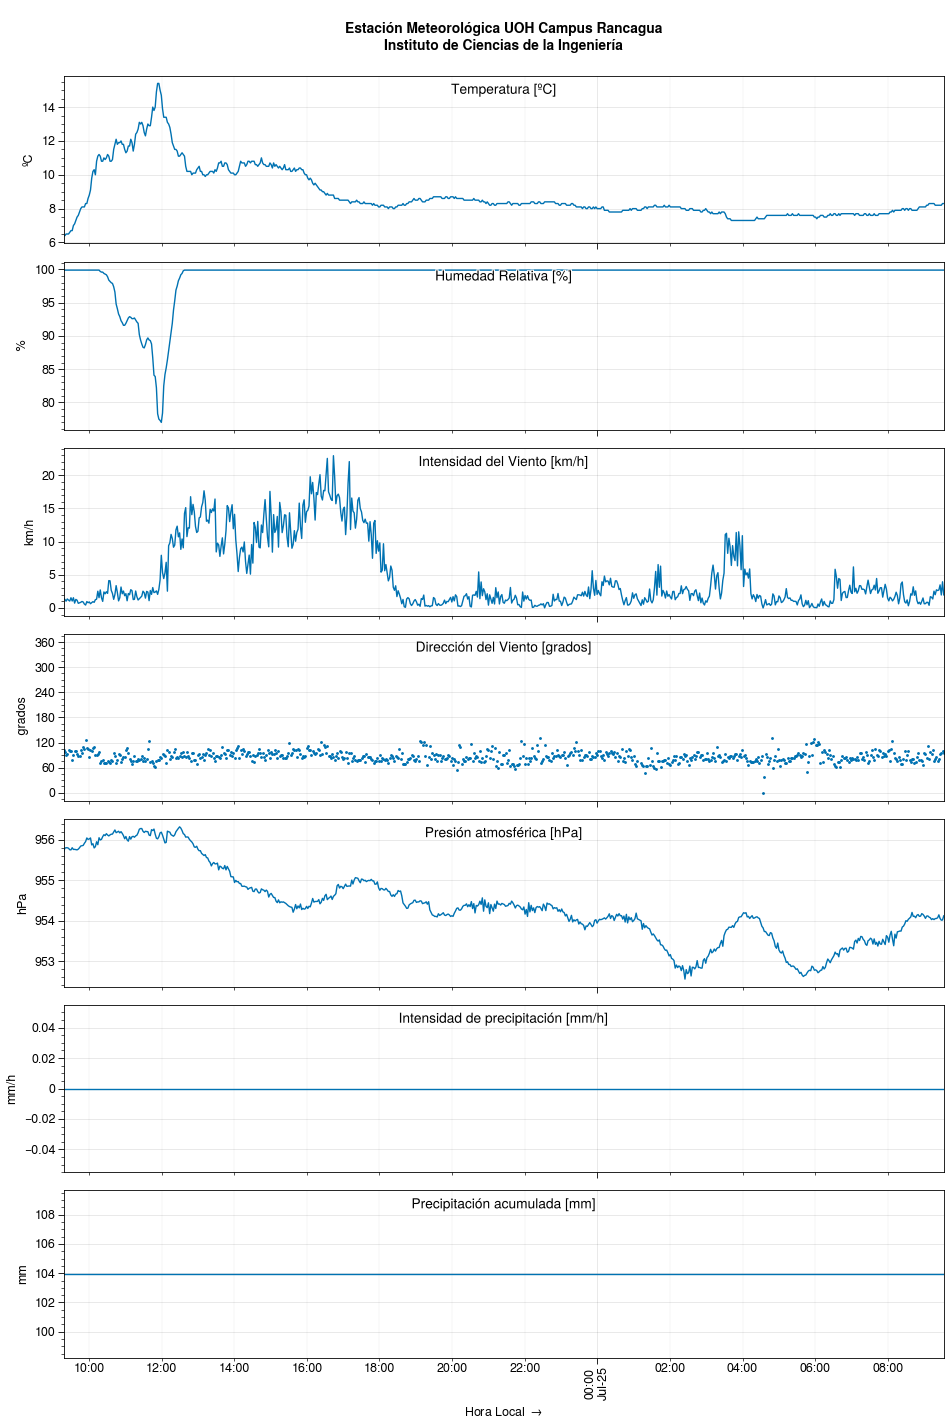 Estación Meteorológica UOH Campus Rancagua
Instituto de Ciencias de la Ingeniería
Temperatura [ºC]
ºC
14
12
10
8
6
Humedad Relativa [%]
%
100
95
90
85
80
Intensidad del Viento [km/h]
km/h
20
15
10
5
0
Dirección del Viento [grados]
grados
360
300
240
180
120
60
0
Presión atmosférica [hPa]
hPa
956
955
954
953
Intensidad de precipitación [mm/h]
mm/h
0.04
0.02
0
−0.02
−0.04
Precipitación acumulada [mm]
mm
108
106
104
102
100
10:00 12:00 14:00 16:00 18:00 20:00 22:00 00:00 02:00 04:00 06:00 08:00
Jul-25
Hora Local →